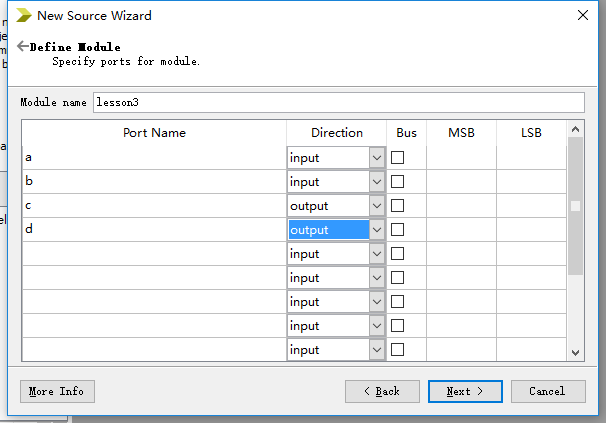 New Source Wizard
Define Module
Specify ports for module.
Module name lesson3
Port Name Direction Bus MSB LSB
a input
b input
c output
d output
input
input
input
input
input
More Info < Back Next > Cancel